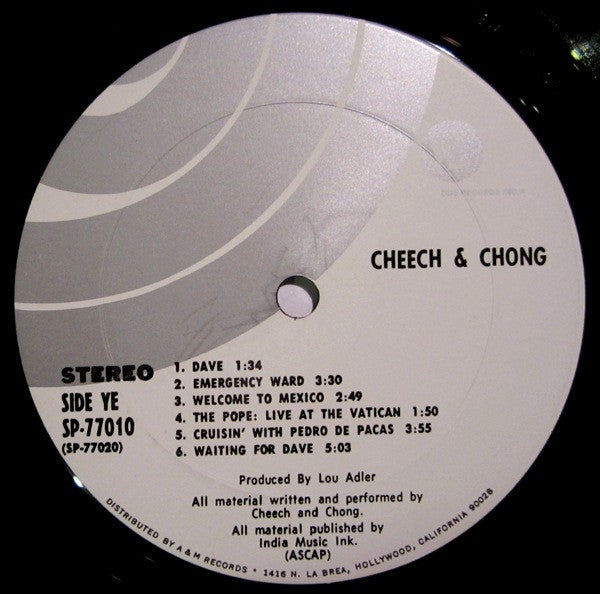 CHEECH & CHONG
STEREO
SIDE YE
SP-77010
(SP-77020)
1. DAVE 1:34
2. EMERGENCY WARD 3:30
3. WELCOME TO MEXICO 2:49
4. THE POPE: LIVE AT THE VATICAN 1:50
5. CRUISIN' WITH PEDRO DE PACAS 3:55
6. WAITING FOR DAVE 5:03
Produced By Lou Adler
All material written and performed by
Cheech and Chong.
All material published by
India Music Ink.
(ASCAP)
DISTRIBUTED BY A & M RECORDS • 1416 N. LA BREA, HOLLYWOOD, CALIFORNIA 90028